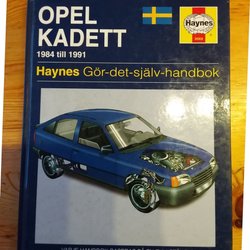 OPEL
KADETT
1984 till 1991
Haynes
Haynes Gör-det-själv-handbok